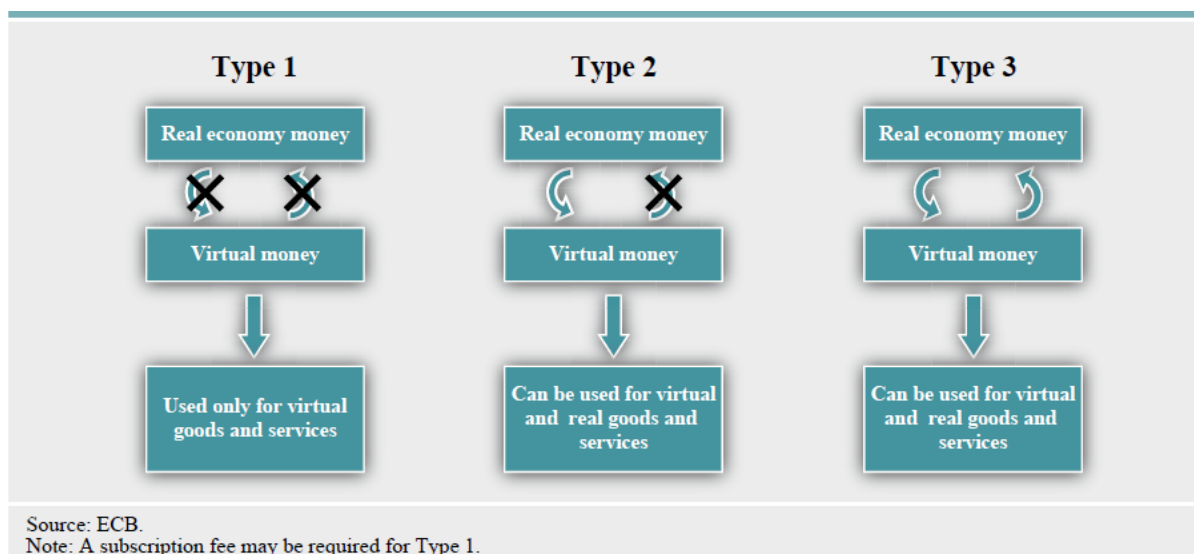 Type 1
Type 2
Type 3
Real economy money
Real economy money
Real economy money
Virtual money
Virtual money
Virtual money
Used only for virtual
goods and services
Can be used for virtual
and real goods and
services
Can be used for virtual
and real goods and
services
Source: ECB.
Note: A subscription fee may be required for Type 1.